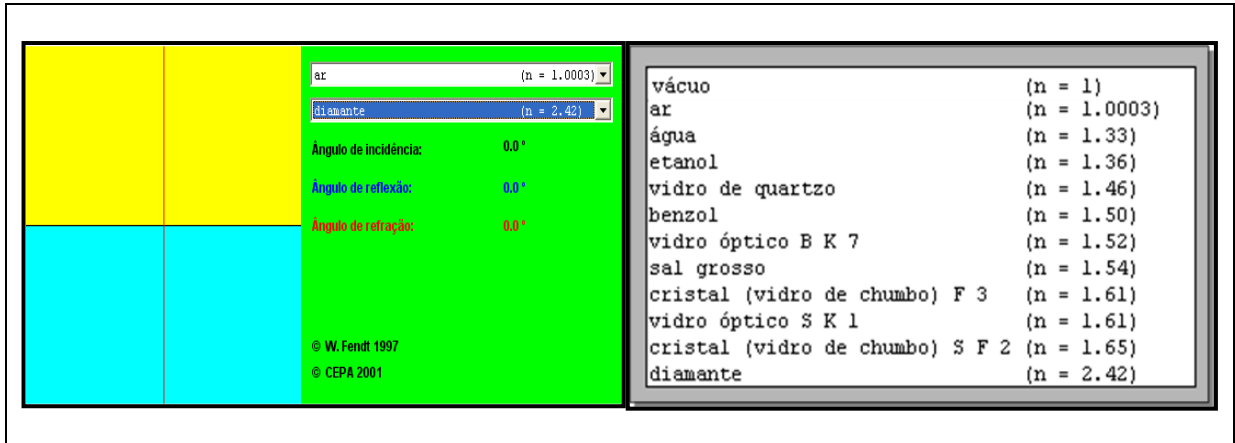 ar (n = 1.0003)
diamante (n = 2.42)
Ângulo de incidência: 0.0 °
Ângulo de reflexão: 0.0 °
Ângulo de refração: 0.0 °
© W. Fendt 1997
© CEPA 2001
vácuo (n = 1)
ar (n = 1.0003)
água (n = 1.33)
etanol (n = 1.36)
vidro de quartzo (n = 1.46)
benzol (n = 1.50)
vidro óptico B K 7 (n = 1.52)
sal grosso (n = 1.54)
cristal (vidro de chumbo) F 3 (n = 1.61)
vidro óptico S K 1 (n = 1.61)
cristal (vidro de chumbo) S F 2 (n = 1.65)
diamante (n = 2.42)